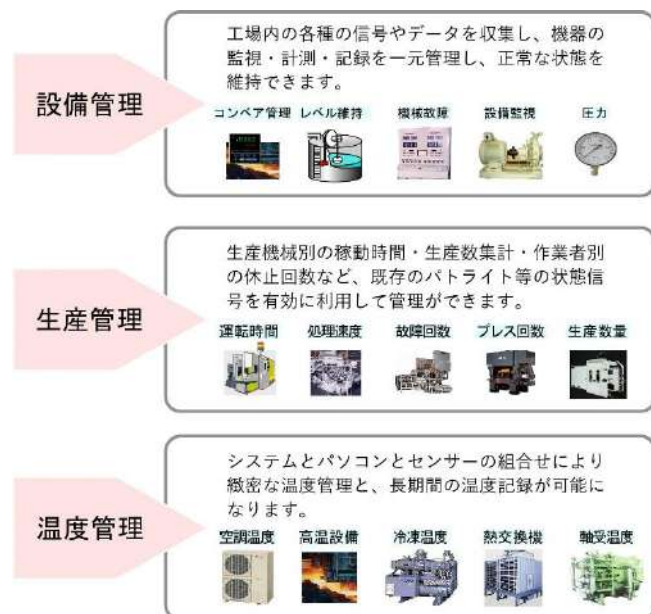 設備管理
工場内の各種の信号やデータを収集し、機器の
監視・計測・記録を一元管理し、正常な状態を
維持できます。
コンベア管理 レベル維持 機械故障 設備監視 圧力
生産管理
生産機械別の稼動時間・生産数集計・作業者別
の休止回数など、既存のパトライト等の状態信
号を有効に利用して管理ができます。
運転時間 処理速度 故障回数 プレス回数 生産数量
温度管理
システムとパソコンとセンサーの組合せにより
緻密な温度管理と、長期間の温度記録が可能に
なります。
空調温度 高温設備 冷凍温度 熱交換機 軸受温度